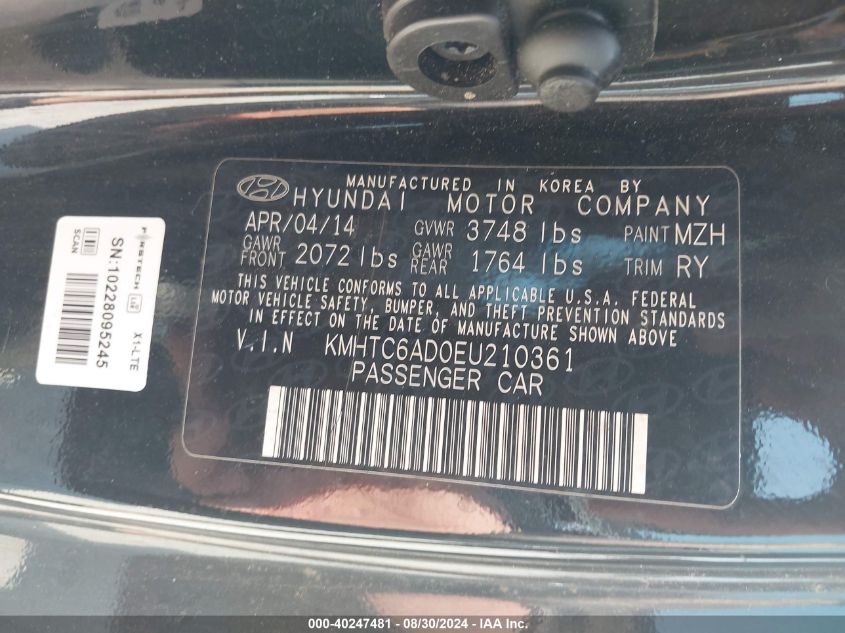 MANUFACTURED IN KOREA BY
HYUNDAI MOTOR COMPANY
APR/04/14 GVWR 3748 lbs PAINT MZH
GAWR FRONT 2072 lbs GAWR REAR 1764 lbs TRIM RY
THIS VEHICLE CONFORMS TO ALL APPLICABLE U.S.A. FEDERAL
MOTOR VEHICLE SAFETY, BUMPER, AND THEFT PREVENTION STANDARDS
IN EFFECT ON THE DATE OF MANUFACTURE SHOWN ABOVE
V.I.N KMHTC6AD0EU210361
PASSENGER CAR
FIRSTECH
X1-LTE
SN:10228095245
SCAN
000-40247481 - 08/30/2024 - IAA Inc.